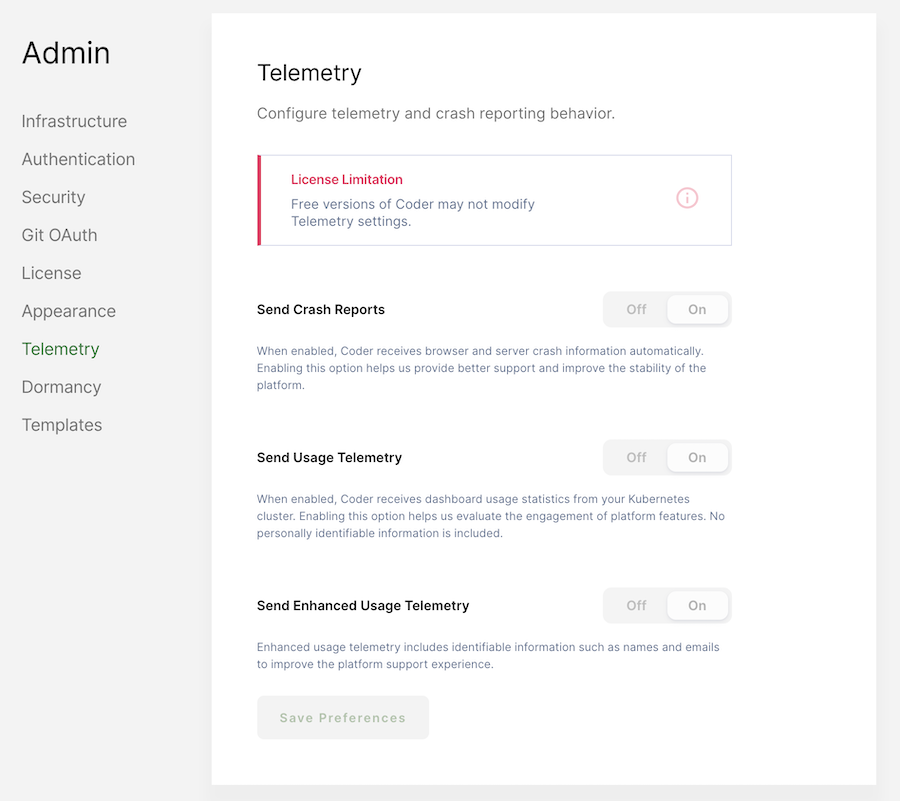 Admin
Infrastructure
Authentication
Security
Git OAuth
License
Appearance
Telemetry
Dormancy
Templates
Telemetry
Configure telemetry and crash reporting behavior.
License Limitation
Free versions of Coder may not modify
Telemetry settings.
Send Crash Reports
Off On
When enabled, Coder receives browser and server crash information automatically.
Enabling this option helps us provide better support and improve the stability of the
platform.
Send Usage Telemetry
Off On
When enabled, Coder receives dashboard usage statistics from your Kubernetes
cluster. Enabling this option helps us evaluate the engagement of platform features. No
personally identifiable information is included.
Send Enhanced Usage Telemetry
Off On
Enhanced usage telemetry includes identifiable information such as names and emails
to improve the platform support experience.
Save Preferences